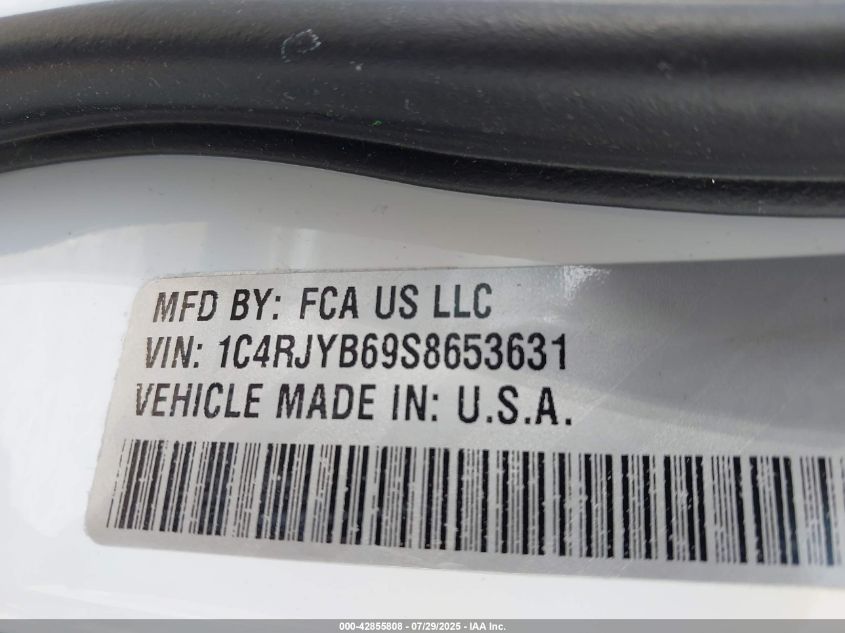 MFD BY: FCA US LLC
VIN: 1C4RJYB69S8653631
VEHICLE MADE IN: U.S.A.
000-42855808 - 07/29/2025 - IAA Inc.